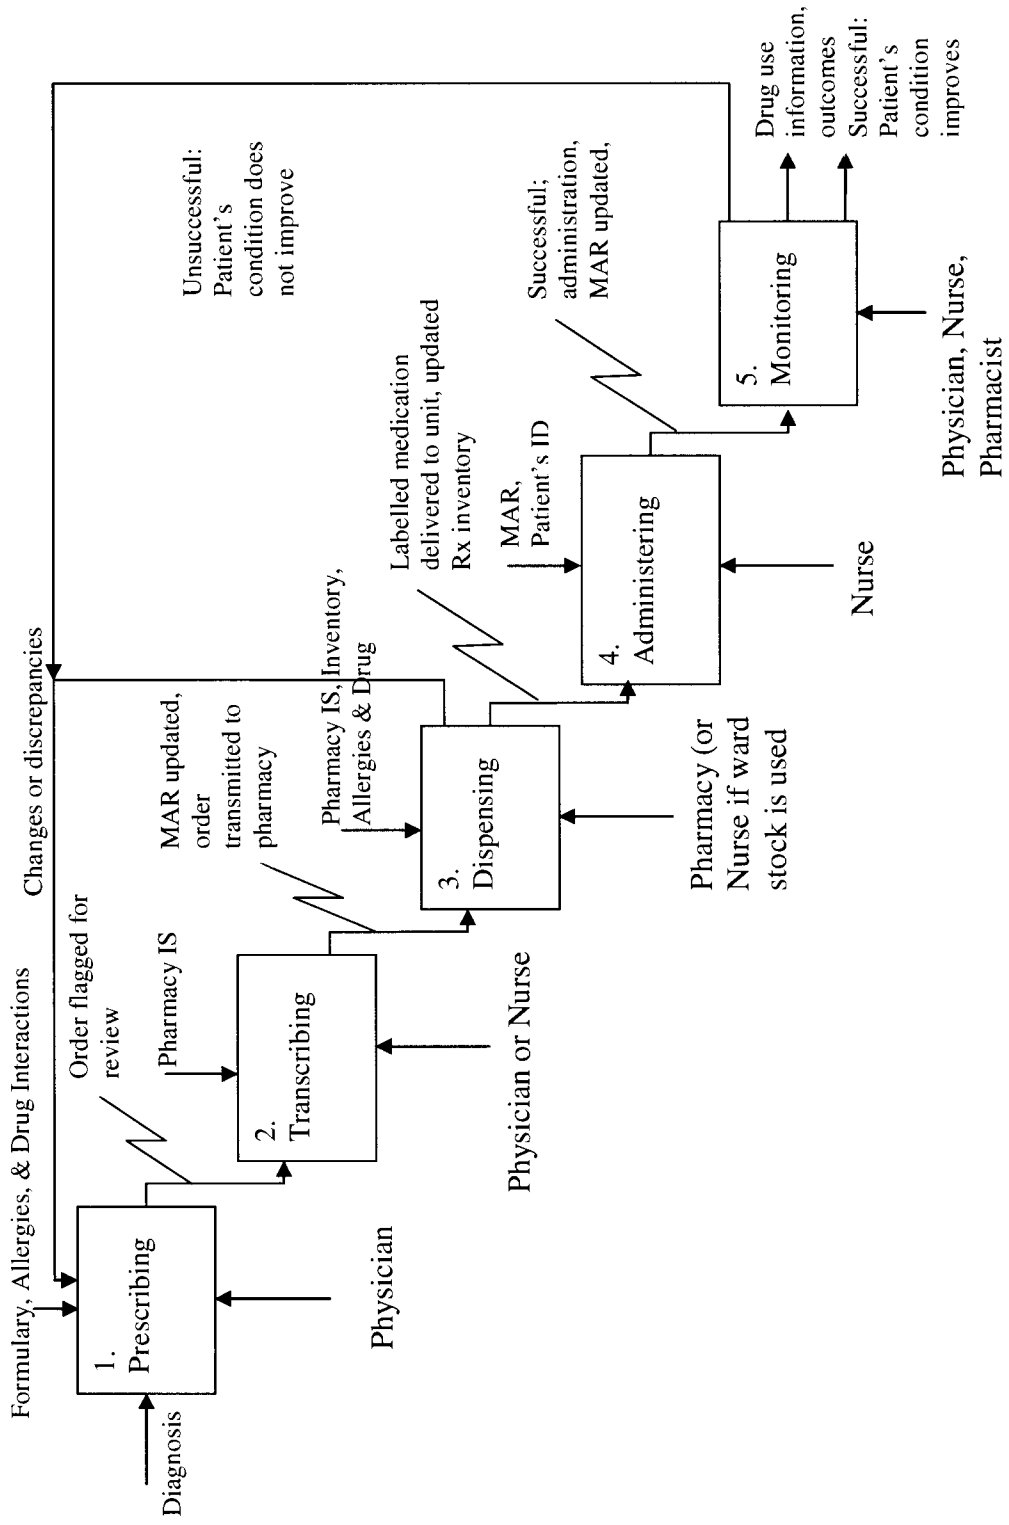 Formulary, Allergies, & Drug Interactions
Changes or discrepancies
Diagnosis
1.
Prescribing
Physician
Order flagged for
review
Pharmacy IS
2.
Transcribing
Physician or Nurse
MAR updated,
order
transmitted to
pharmacy
Pharmacy IS, Inventory,
Allergies & Drug
3.
Dispensing
Pharmacy (or
Nurse if ward
stock is used
Labelled medication
delivered to unit, updated
Rx inventory
MAR,
Patient's ID
4.
Administering
Nurse
Successful;
administration,
MAR updated,
Unsuccessful:
Patient's
condition does
not improve
5.
Monitoring
Physician, Nurse,
Pharmacist
Drug use
information,
outcomes
Successful:
Patient's
condition
improves